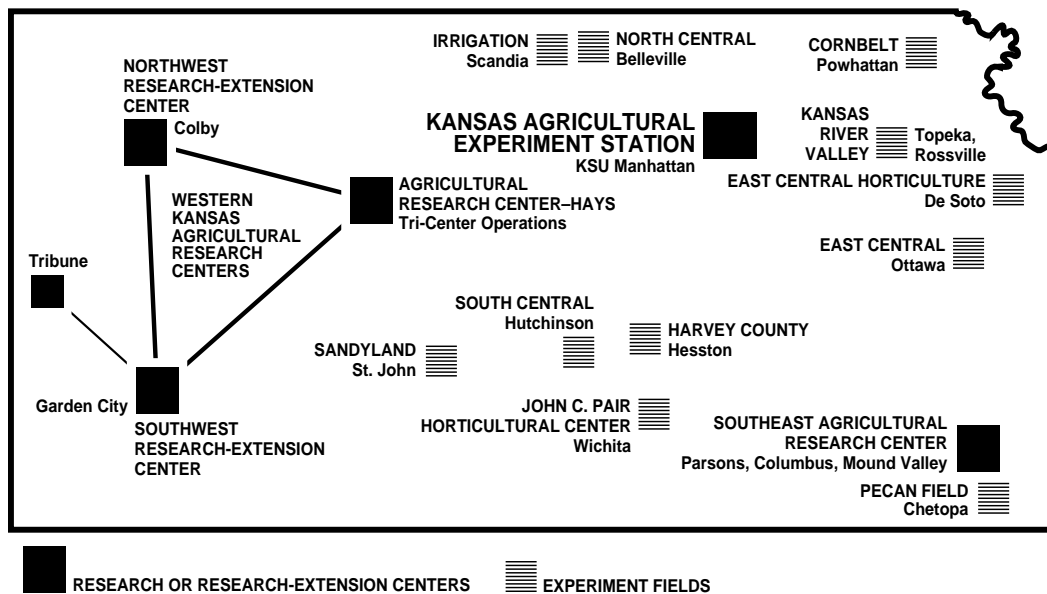 IRRIGATION
Scandia
NORTH CENTRAL
Belleville
CORNBELT
Powhattan
NORTHWEST
RESEARCH-EXTENSION
CENTER
Colby
KANSAS AGRICULTURAL
EXPERIMENT STATION
KSU Manhattan
KANSAS
RIVER
VALLEY
Topeka,
Rossville
AGRICULTURAL
RESEARCH CENTER–HAYS
Tri-Center Operations
EAST CENTRAL HORTICULTURE
De Soto
WESTERN
KANSAS
AGRICULTURAL
RESEARCH
CENTERS
EAST CENTRAL
Ottawa
Tribune
SOUTH CENTRAL
Hutchinson
HARVEY COUNTY
Hesston
SANDYLAND
St. John
Garden City
SOUTHWEST
RESEARCH-EXTENSION
CENTER
JOHN C. PAIR
HORTICULTURAL CENTER
Wichita
SOUTHEAST AGRICULTURAL
RESEARCH CENTER
Parsons, Columbus, Mound Valley
PECAN FIELD
Chetopa
RESEARCH OR RESEARCH-EXTENSION CENTERS
EXPERIMENT FIELDS